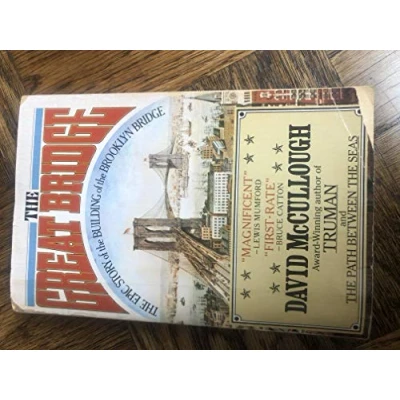 THE
GREAT BRIDGE
THE EPIC STORY of the BUILDING of the BROOKLYN BRIDGE
"MAGNIFICENT"
–LEWIS MUMFORD
"FIRST-RATE"
–BRUCE CATTON
DAVID McCULLOUGH
Award-Winning author of
TRUMAN
and
THE PATH BETWEEN THE SEAS